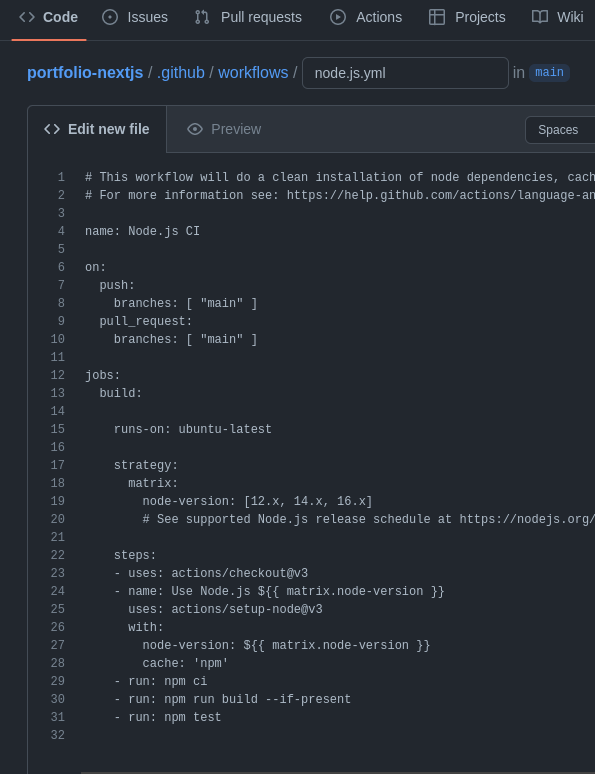 Code Issues Pull requests Actions Projects Wiki
portfolio-nextjs / .github / workflows / node.js.yml in main
Edit new file Preview Spaces
1 # This workflow will do a clean installation of node dependencies, cach
2 # For more information see: https://help.github.com/actions/language-an
3
4 name: Node.js CI
5
6 on:
7   push:
8     branches: [ "main" ]
9   pull_request:
10     branches: [ "main" ]
11
12 jobs:
13   build:
14
15     runs-on: ubuntu-latest
16
17     strategy:
18       matrix:
19         node-version: [12.x, 14.x, 16.x]
20         # See supported Node.js release schedule at https://nodejs.org/
21
22     steps:
23     - uses: actions/checkout@v3
24     - name: Use Node.js ${{ matrix.node-version }}
25       uses: actions/setup-node@v3
26       with:
27         node-version: ${{ matrix.node-version }}
28         cache: 'npm'
29     - run: npm ci
30     - run: npm run build --if-present
31     - run: npm test
32